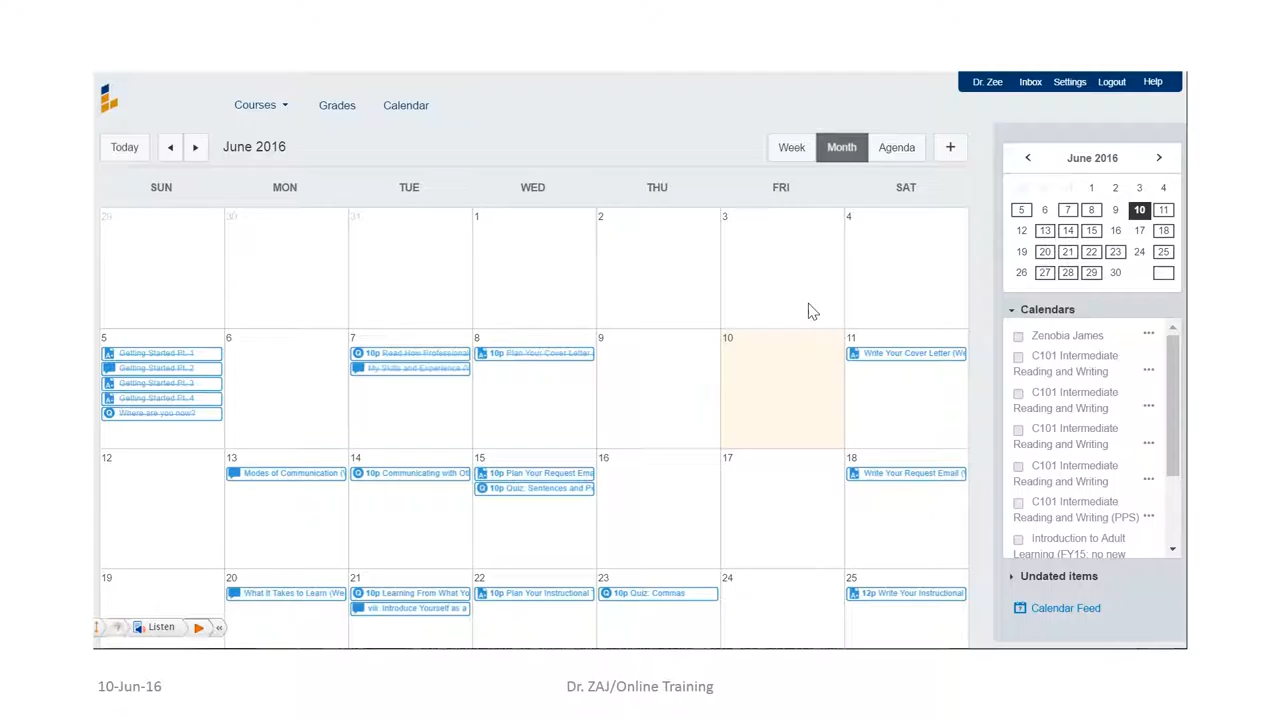 Dr. Zee Inbox Settings Logout Help
Courses Grades Calendar
Today June 2016 Week Month Agenda +
SUN MON TUE WED THU FRI SAT
29 30 31 1 2 3 4
5 6 7 8 9 10 11
Getting Started Pt. 1 10p Read How Professional 10p Plan Your Cover Letter Write Your Cover Letter (We
Getting Started Pt.2 My Skills and Experience
Getting Started Pt.3
Getting Started Pt.4
Where are you now?
12 13 14 15 16 17 18
Modes of Communication 10p Communicating with Ot 10p Plan Your Request Ema Write Your Request Email
10p Quiz: Sentences and
19 20 21 22 23 24 25
What It Takes to Learn (We 10p Learning From What Yo 10p Plan Your Instructional 10p Quiz: Commas 12p Write Your Instructional
vik Introduce Yourself as a
Listen «
June 2016
1 2 3 4
5 6 7 8 9 10 11
12 13 14 15 16 17 18
19 20 21 22 23 24 25
26 27 28 29 30
Calendars
Zenobia James
C101 Intermediate
Reading and Writing
C101 Intermediate
Reading and Writing
C101 Intermediate
Reading and Writing
C101 Intermediate
Reading and Writing
C101 Intermediate
Reading and Writing (PPS)
Introduction to Adult
Learning (FY15: no new
Undated items
Calendar Feed
10-Jun-16 Dr. ZAJ/Online Training